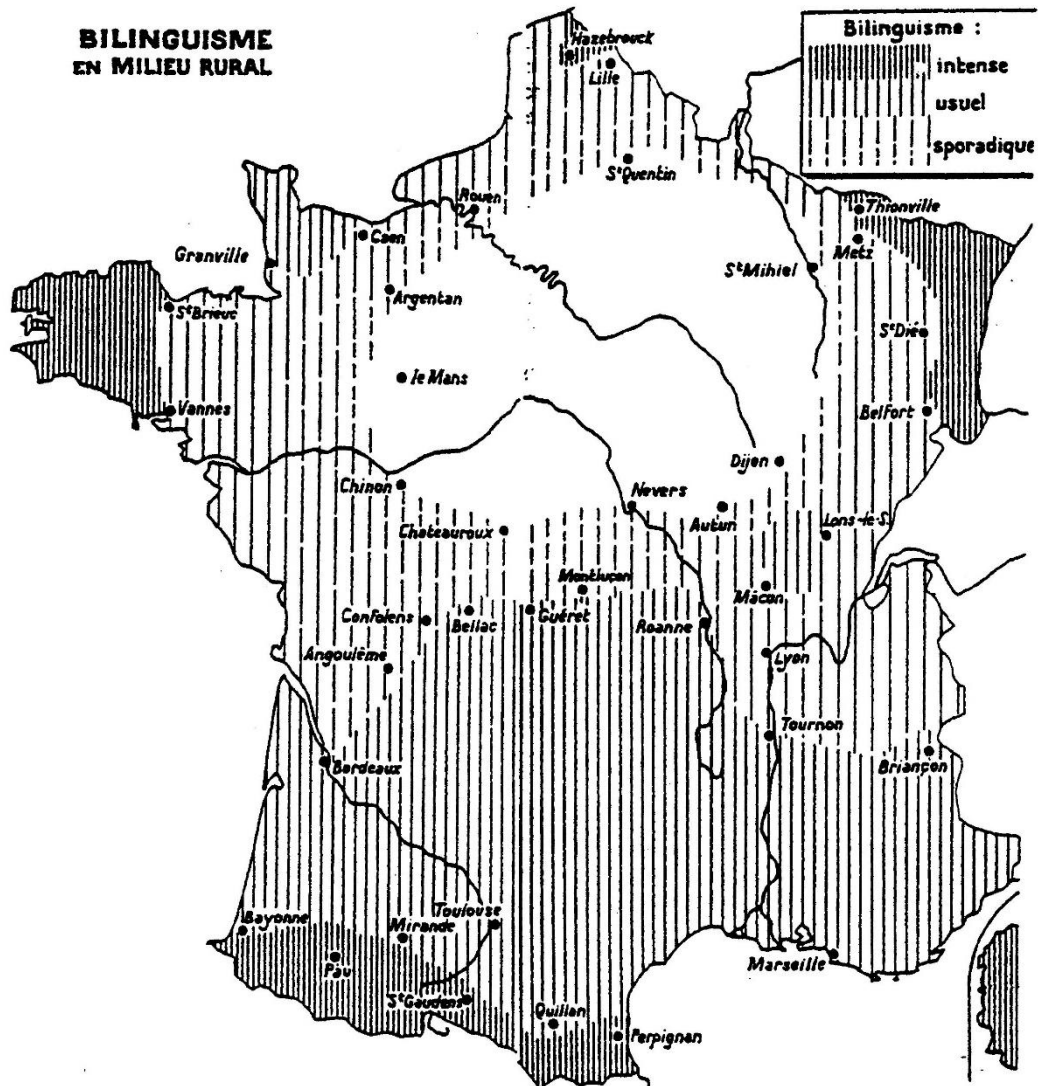 BILINGUISME
EN MILIEU RURAL
Bilinguisme :
intense
usuel
sporadique
Hazebrouck
Lille
St Quentin
Rouen
Caen
Granville
Argentan
St Brieuc
le Mans
Vannes
Thionville
Metz
St Mihiel
St Dié
Belfort
Dijon
Chinon
Nevers
Autun
Lons-le-S.
Chateauroux
Montluçon
Mâcon
Confolens
Bellac
Guéret
Roanne
Angoulême
Lyon
Tournon
Bordeaux
Briançon
Bayonne
Toulouse
Mirande
Pau
Marseille
St Gaudens
Quillan
Perpignan